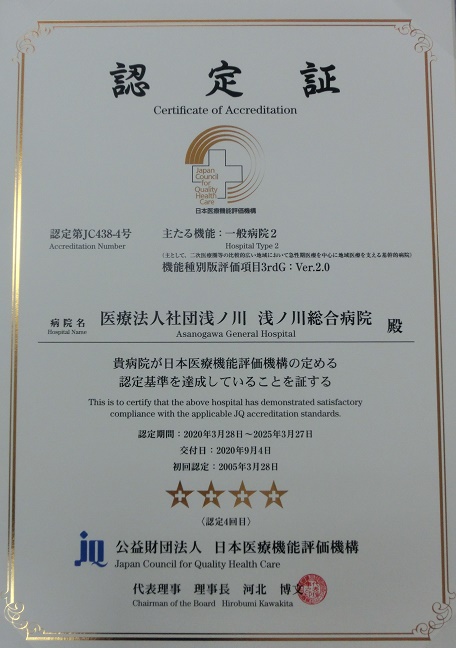 認定証
Certificate of Accreditation
Japan
Council
for
Quality
Health
Care
日本医療機能評価機構
認定第JC438-4号
Accreditation Number
主たる機能：一般病院２
Hospital Type 2
（主として、二次医療圏等の比較的広い地域において急性期医療を中心に地域医療を支える基幹的病院）
機能種別版評価項目3rdG：Ver.2.0
病院名
Hospital Name
医療法人社団浅ノ川 浅ノ川総合病院 殿
Asanogawa General Hospital
貴病院が日本医療機能評価機構の定める
認定基準を達成していることを証する
This is to certify that the above hospital has demonstrated satisfactory
compliance with the applicable JQ accreditation standards.
認定期間：2020年3月28日～2025年3月27日
交付日：2020年9月4日
初回認定：2005年3月28日
〈認定4回目〉
jQ 公益財団法人 日本医療機能評価機構
Japan Council for Quality Health Care
代表理事 理事長 河北 博文
Chairman of the Board Hirobumi Kawakita